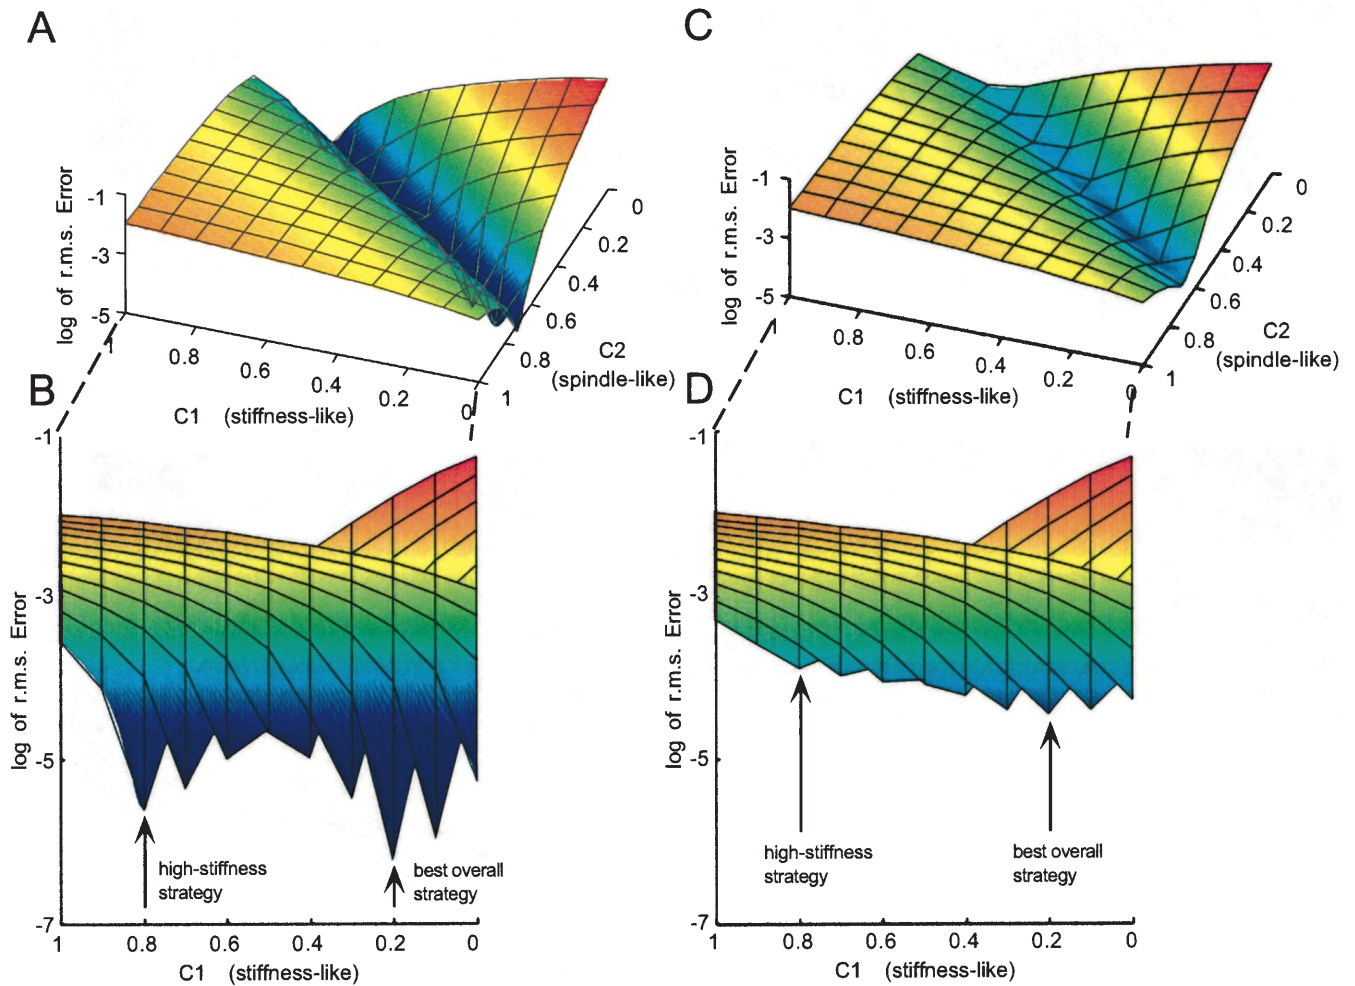 A
log of r.m.s. Error
-1
-3
-5
1
0.8
0.6
0.4
0.2
0
C1 (stiffness-like)
0
0.2
0.4
0.6
0.8
1
C2
(spindle-like)
C
log of r.m.s. Error
-1
-3
-5
1
0.8
0.6
0.4
0.2
0
C1 (stiffness-like)
0
0.2
0.4
0.6
0.8
1
C2
(spindle-like)
B
log of r.m.s. Error
-1
-3
-5
-7
high-stiffness
strategy
best overall
strategy
1 0.8 0.6 0.4 0.2 0
C1 (stiffness-like)
D
log of r.m.s. Error
-1
-3
-5
-7
high-stiffness
strategy
best overall
strategy
1 0.8 0.6 0.4 0.2 0
C1 (stiffness-like)